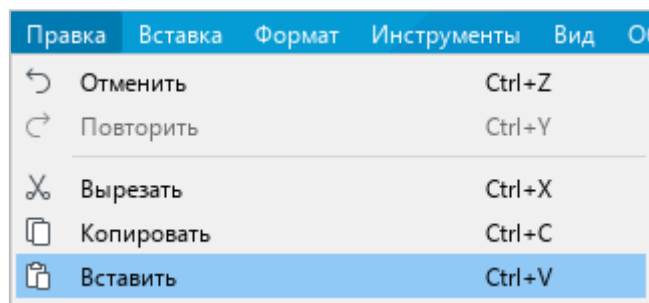 Правка Вставка Формат Инструменты Вид
Отменить Ctrl+Z
Повторить Ctrl+Y
Вырезать Ctrl+X
Копировать Ctrl+C
Вставить Ctrl+V